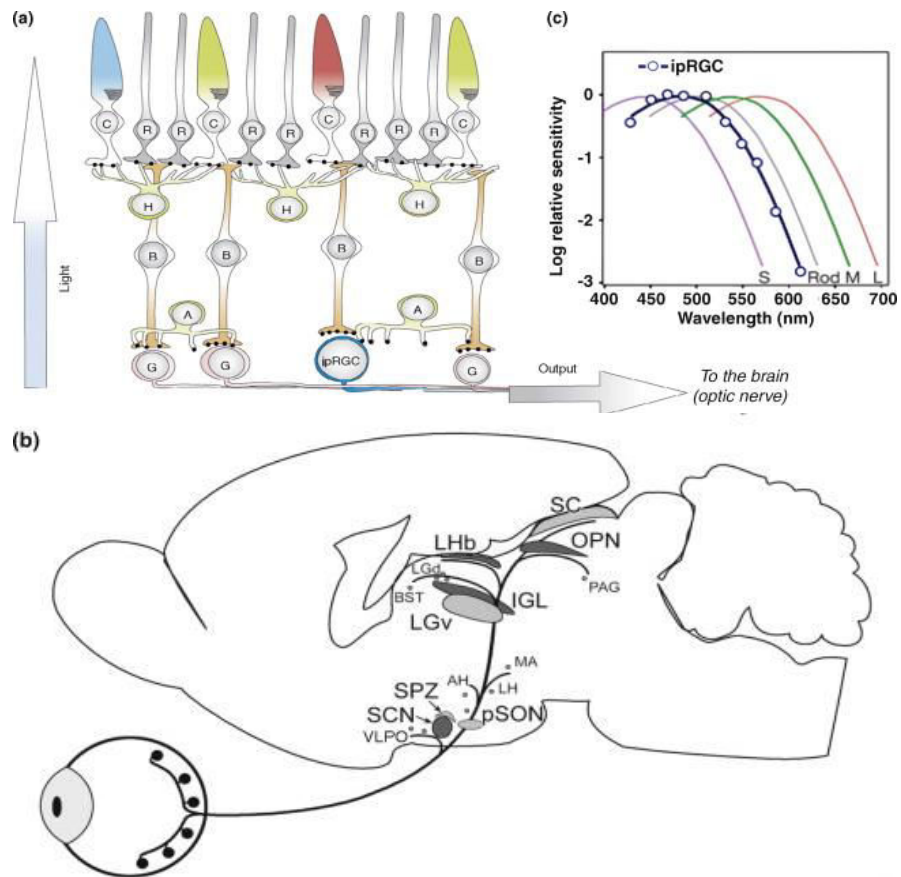 (a)
C
R
R
C
R
R
C
R
R
C
H
H
H
Light
B
B
R
B
A
A
G
G
ipRGC
G
Output
To the brain
(optic nerve)
(c)
ipRGC
Log relative sensitivity
0
-1
-2
-3
S
Rod
M
L
400
450
500
550
600
650
700
Wavelength (nm)
(b)
SC
LHb
OPN
LGd
BST
PAG
IGL
LGv
MA
AH
LH
SPZ
SCN
pSON
VLPO